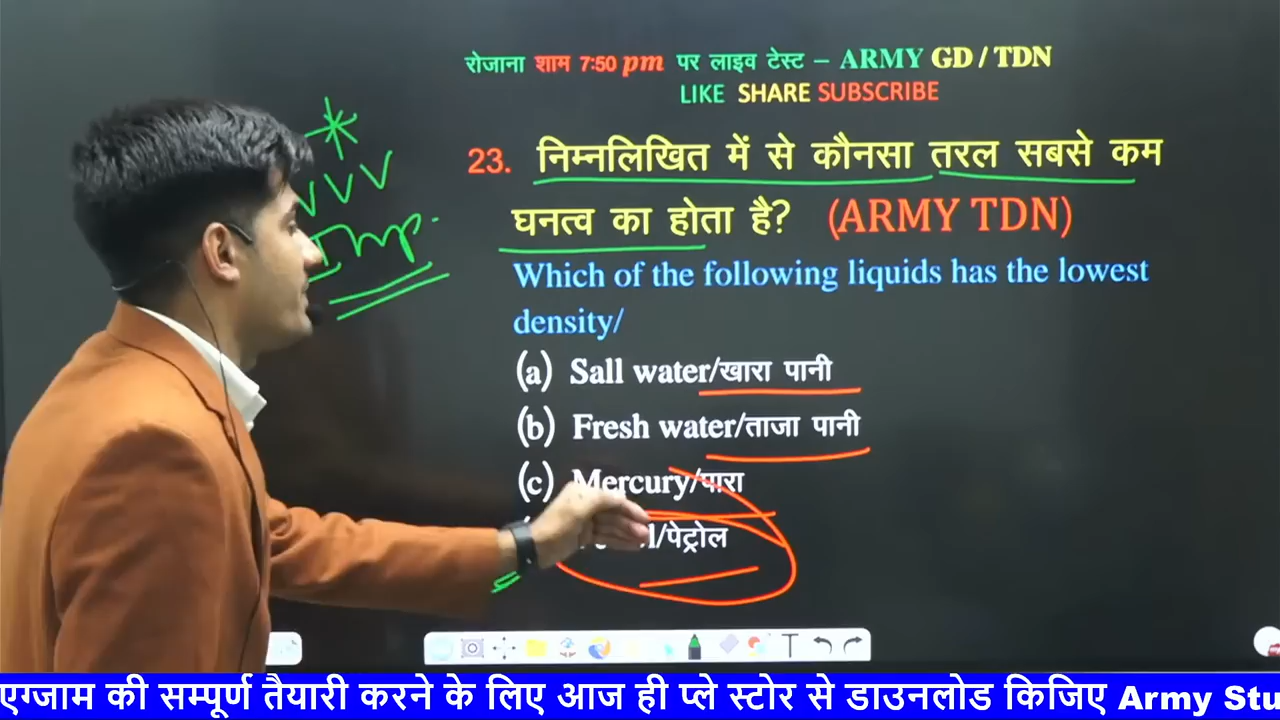 रोजाना शाम 7:50 pm पर लाइव टेस्ट – ARMY GD / TDN
LIKE SHARE SUBSCRIBE
23. निम्नलिखित में से कौनसा तरल सबसे कम
घनत्व का होता है? (ARMY TDN)
Which of the following liquids has the lowest
density/
(a) Sall water/खारा पानी
(b) Fresh water/ताजा पानी
(c) Mercury/पारा
/पेट्रोल
Imp.
एग्जाम की सम्पूर्ण तैयारी करने के लिए आज ही प्ले स्टोर से डाउनलोड किजिए Army Stu